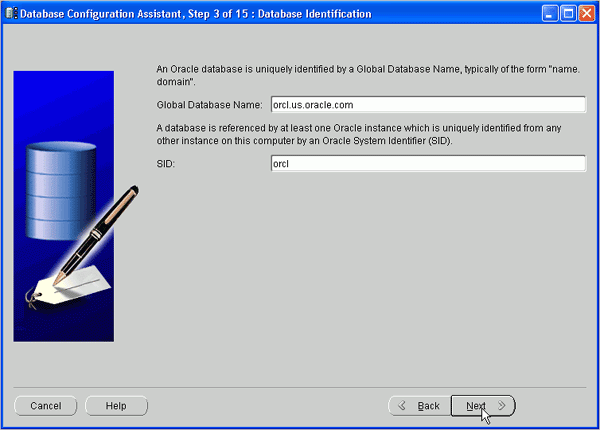 Database Configuration Assistant, Step 3 of 15 : Database Identification
An Oracle database is uniquely identified by a Global Database Name, typically of the form "name.
domain".
Global Database Name: orcl.us.oracle.com
A database is referenced by at least one Oracle instance which is uniquely identified from any
other instance on this computer by an Oracle System Identifier (SID).
SID: orcl
Cancel Help Back Next